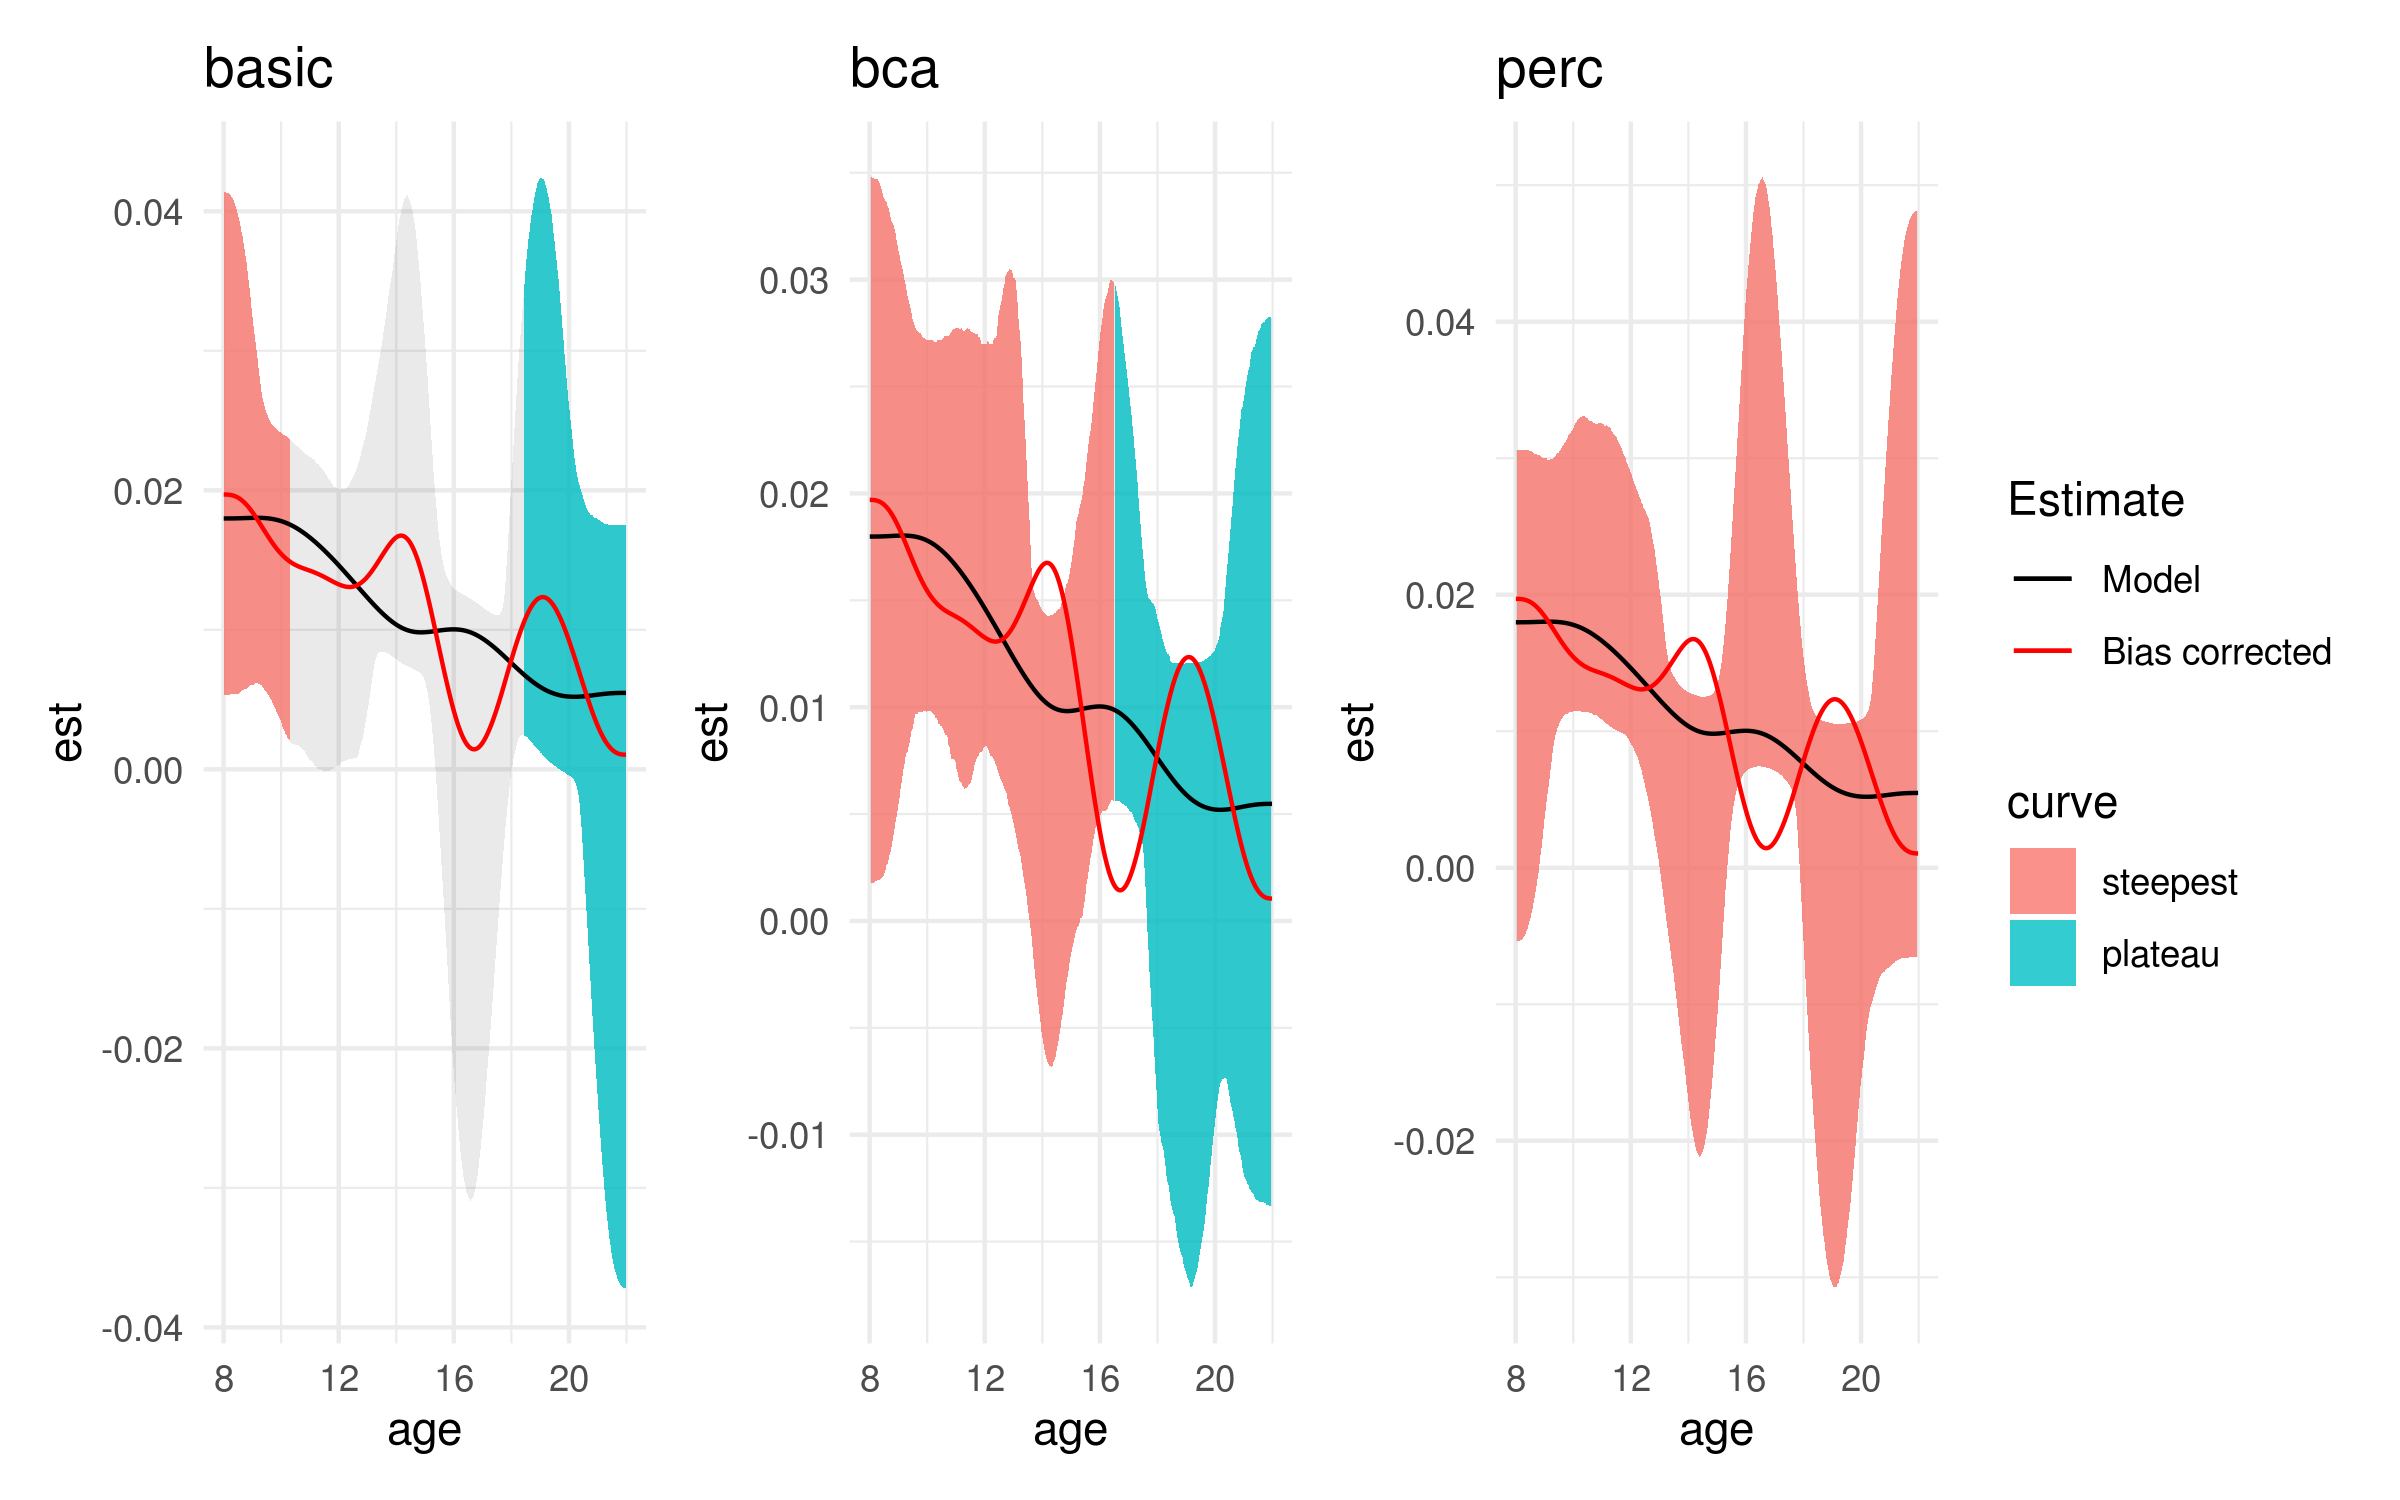 basic
bca
perc
0.04
0.02
0.00
-0.02
-0.04
est
8 12 16 20
age
0.03
0.02
0.01
0.00
-0.01
est
8 12 16 20
age
0.04
0.02
0.00
-0.02
est
8 12 16 20
age
Estimate
Model
Bias corrected
curve
steepest
plateau